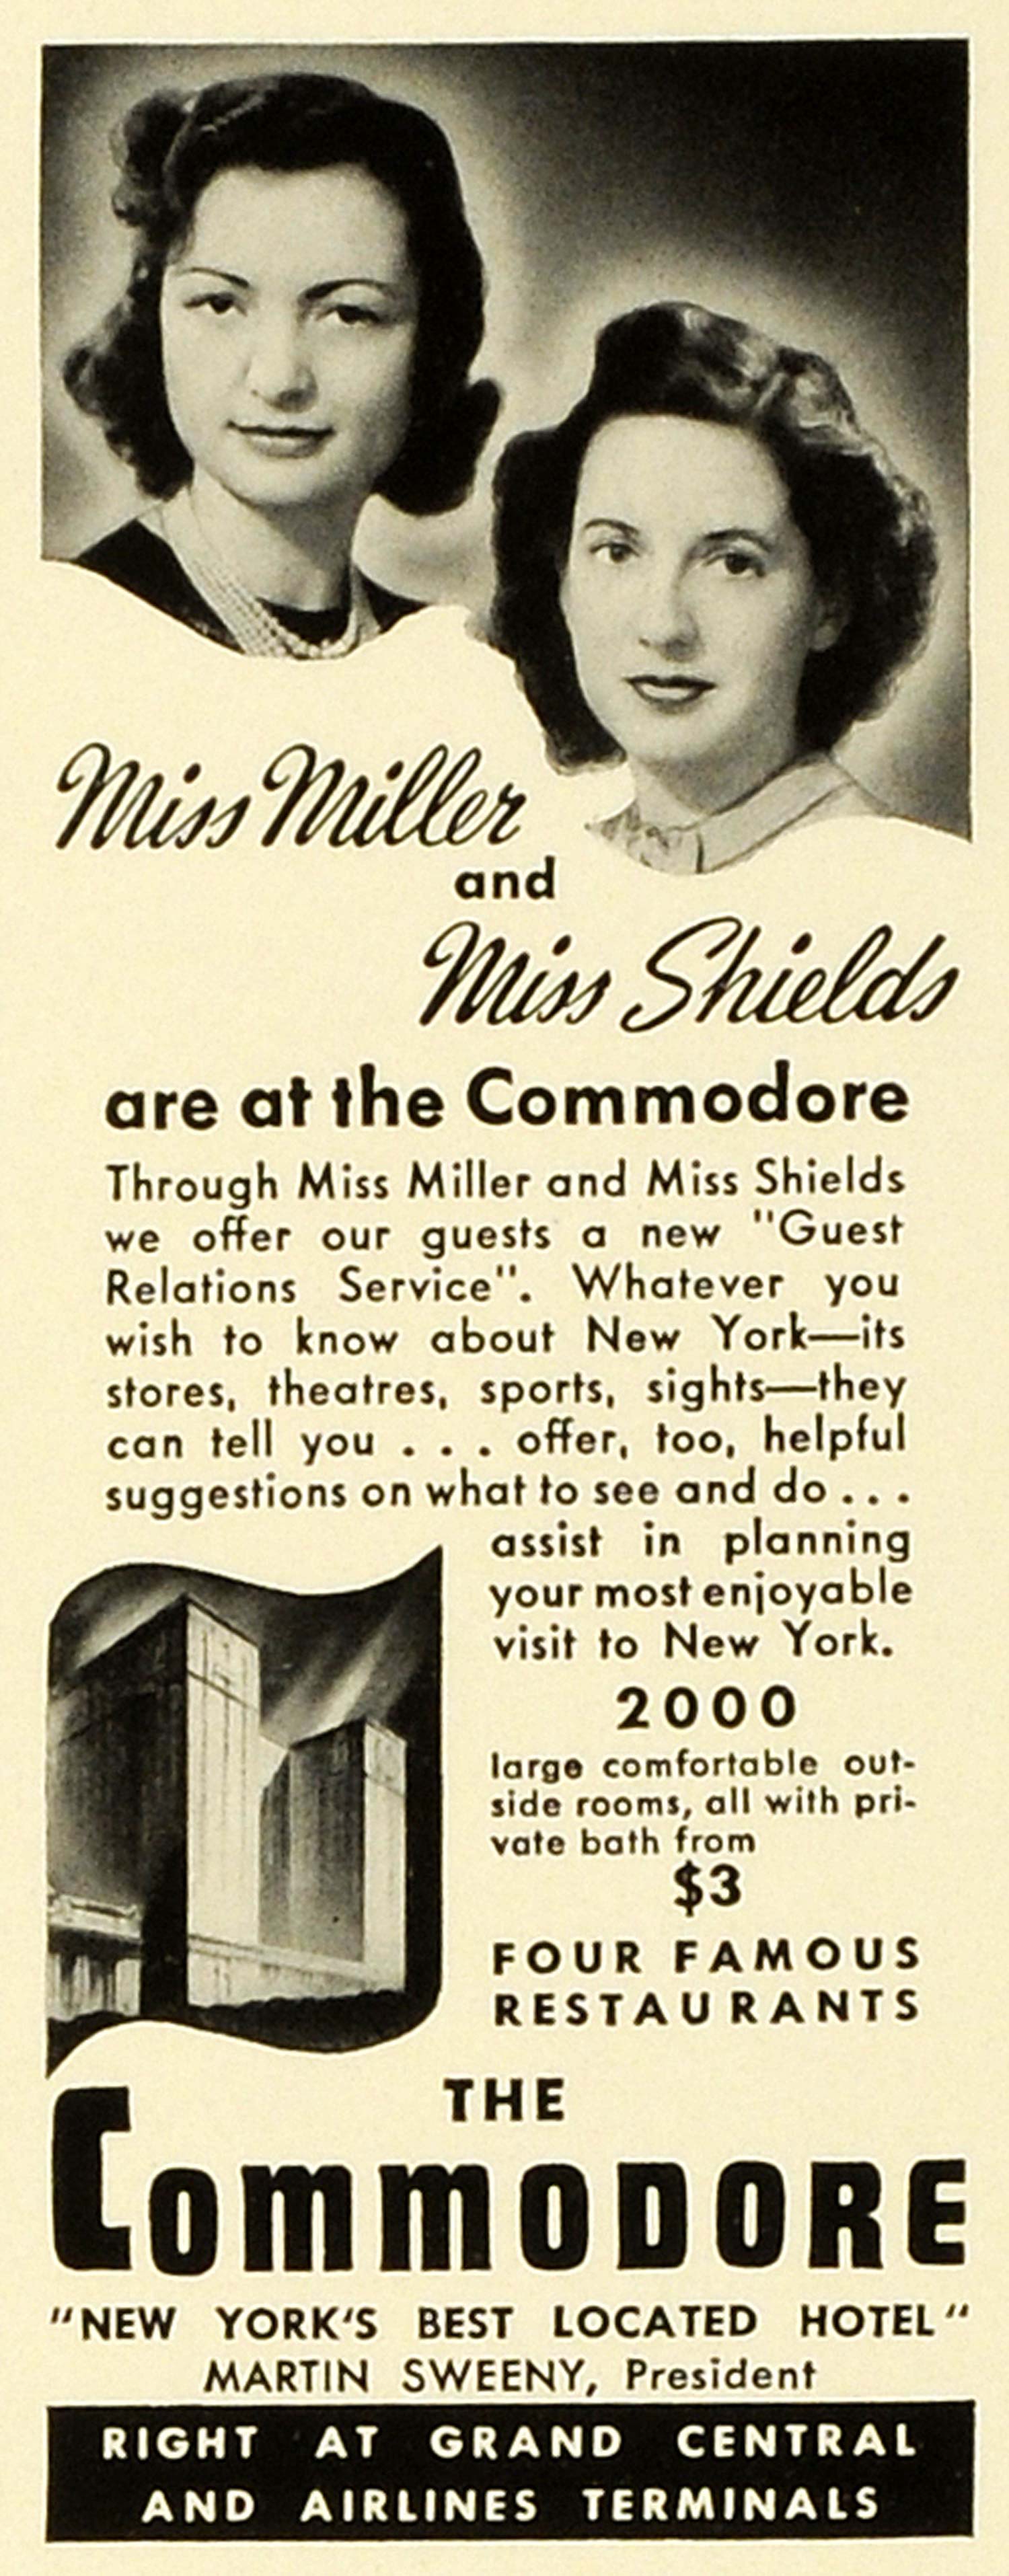 Miss Miller
and
Miss Shields
are at the Commodore
Through Miss Miller and Miss Shields
we offer our guests a new "Guest
Relations Service". Whatever you
wish to know about New York—its
stores, theatres, sports, sights—they
can tell you . . . offer, too, helpful
suggestions on what to see and do . . .
assist in planning
your most enjoyable
visit to New York.
2000
large comfortable out-
side rooms, all with pri-
vate bath from
$3
FOUR FAMOUS
RESTAURANTS
THE
COMMODORE
"NEW YORK'S BEST LOCATED HOTEL"
MARTIN SWEENY, President
RIGHT AT GRAND CENTRAL
AND AIRLINES TERMINALS